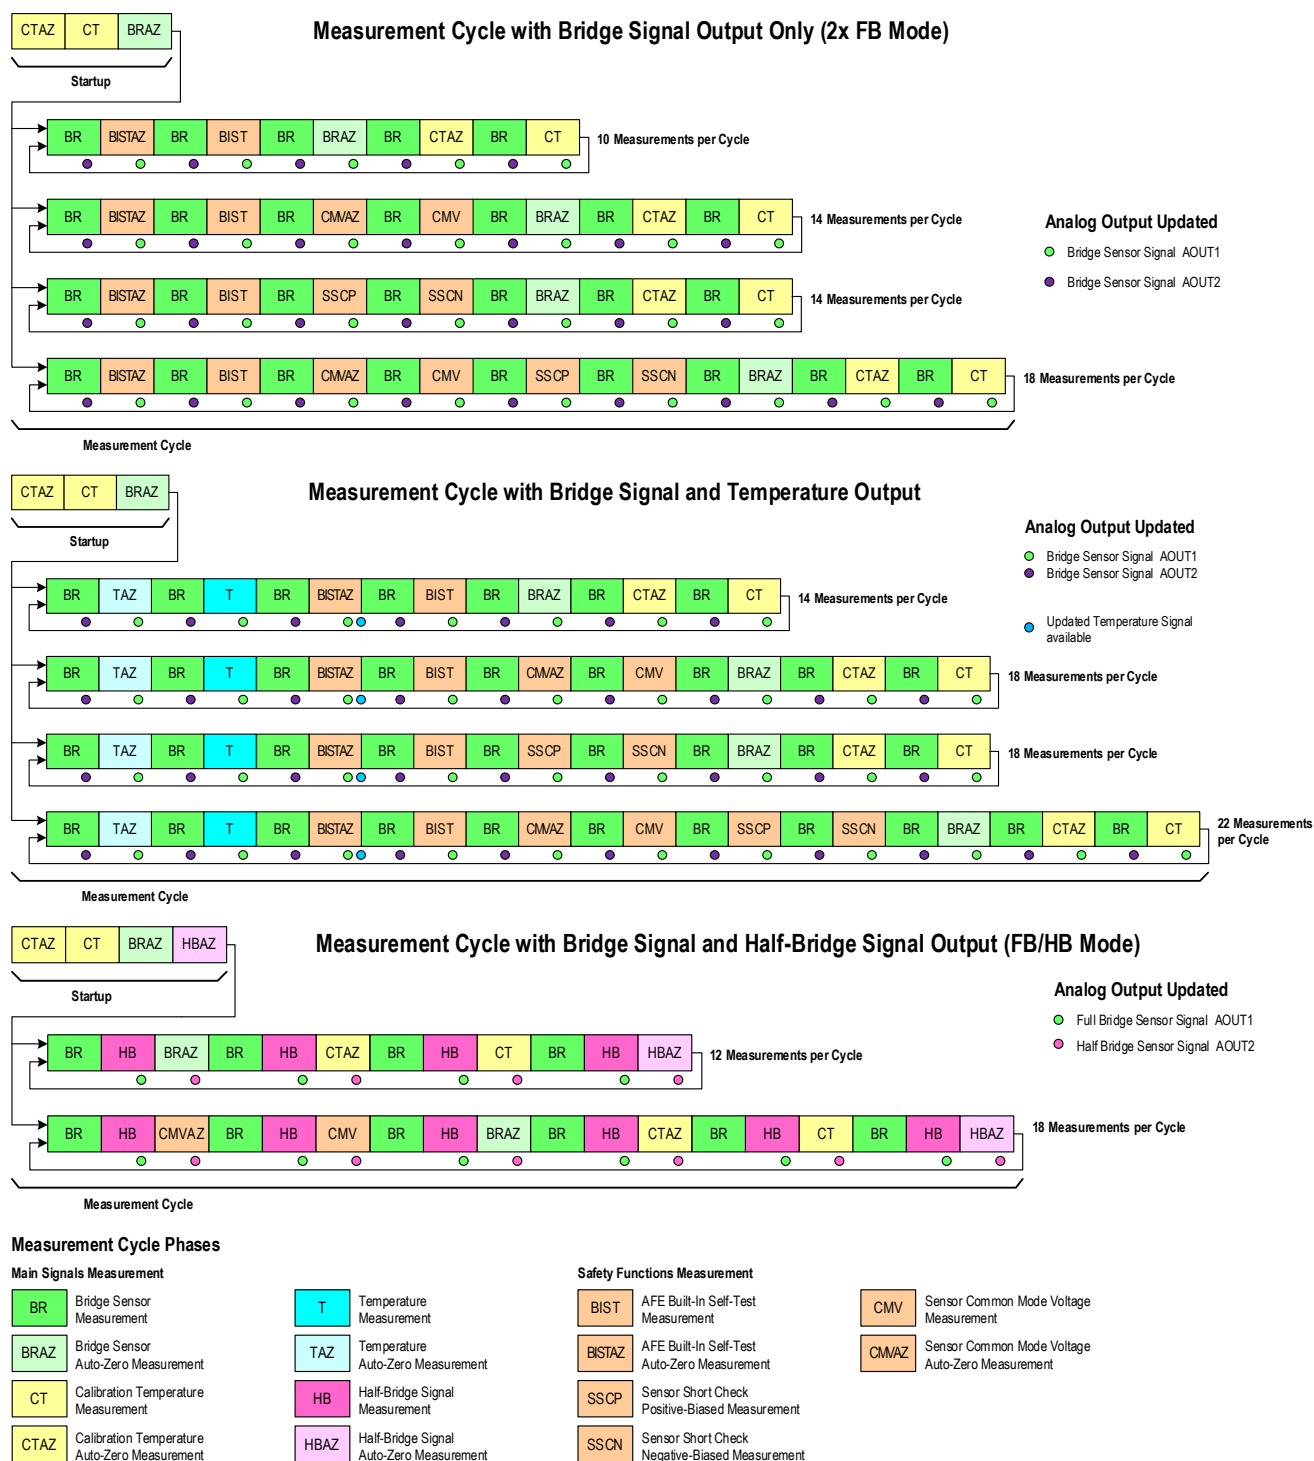 CTAZ CT BRAZ
Measurement Cycle with Bridge Signal Output Only (2x FB Mode)
Startup
BR BISTAZ BR BIST BR BRAZ BR CTAZ BR CT
10 Measurements per Cycle
BR BISTAZ BR BIST BR CMVAZ BR CMV BR BRAZ BR CTAZ BR CT
14 Measurements per Cycle
Analog Output Updated
Bridge Sensor Signal AOUT1
Bridge Sensor Signal AOUT2
BR BISTAZ BR BIST BR SSCP BR SSCN BR BRAZ BR CTAZ BR CT
14 Measurements per Cycle
BR BISTAZ BR BIST BR CMVAZ BR CMV BR SSCP BR SSCN BR BRAZ BR CTAZ BR CT
18 Measurements per Cycle
Measurement Cycle
CTAZ CT BRAZ
Measurement Cycle with Bridge Signal and Temperature Output
Startup
Analog Output Updated
Bridge Sensor Signal AOUT1
Bridge Sensor Signal AOUT2
Updated Temperature Signal
available
BR TAZ BR T BR BISTAZ BR BIST BR BRAZ BR CTAZ BR CT
14 Measurements per Cycle
BR TAZ BR T BR BISTAZ BR BIST BR CMVAZ BR CMV BR BRAZ BR CTAZ BR CT
18 Measurements per Cycle
BR TAZ BR T BR BISTAZ BR BIST BR SSCP BR SSCN BR BRAZ BR CTAZ BR CT
18 Measurements per Cycle
BR TAZ BR T BR BISTAZ BR BIST BR CMVAZ BR CMV BR SSCP BR SSCN BR BRAZ BR CTAZ BR CT
22 Measurements
per Cycle
Measurement Cycle
CTAZ CT BRAZ HBAZ
Measurement Cycle with Bridge Signal and Half-Bridge Signal Output (FB/HB Mode)
Startup
Analog Output Updated
Full Bridge Sensor Signal AOUT1
Half Bridge Sensor Signal AOUT2
BR HB BRAZ BR HB CTAZ BR HB CT BR HB HBAZ
12 Measurements per Cycle
BR HB CMVAZ BR HB CMV BR HB BRAZ BR HB CTAZ BR HB CT BR HB HBAZ
18 Measurements per Cycle
Measurement Cycle
Measurement Cycle Phases
Main Signals Measurement
Safety Functions Measurement
BR Bridge Sensor
Measurement
T Temperature
Measurement
BIST AFE Built-In Self-Test
Measurement
CMV Sensor Common Mode Voltage
Measurement
BRAZ Bridge Sensor
Auto-Zero Measurement
TAZ Temperature
Auto-Zero Measurement
BISTAZ AFE Built-In Self-Test
Auto-Zero Measurement
CMVAZ Sensor Common Mode Voltage
Auto-Zero Measurement
CT Calibration Temperature
Measurement
HB Half-Bridge Signal
Measurement
SSCP Sensor Short Check
Positive-Biased Measurement
CTAZ Calibration Temperature
Auto-Zero Measurement
HBAZ Half-Bridge Signal
Auto-Zero Measurement
SSCN Sensor Short Check
Negative-Biased Measurement